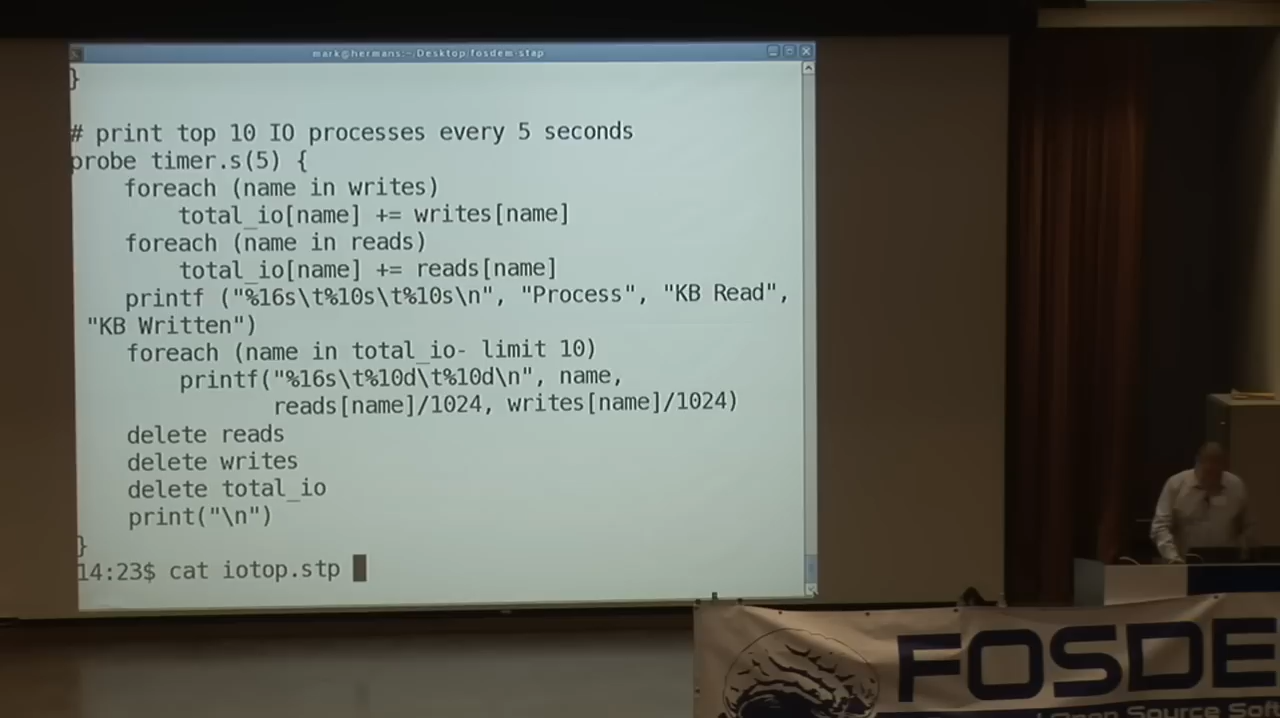 mark@hermans:~/Desktop/fosdem-stap
}
# print top 10 IO processes every 5 seconds
probe timer.s(5) {
    foreach (name in writes)
        total_io[name] += writes[name]
    foreach (name in reads)
        total_io[name] += reads[name]
    printf ("%16s\t%10s\t%10s\n", "Process", "KB Read",
"KB Written")
    foreach (name in total_io- limit 10)
        printf("%16s\t%10d\t%10d\n", name,
               reads[name]/1024, writes[name]/1024)
    delete reads
    delete writes
    delete total_io
    print("\n")
}
14:23$ cat iotop.stp
FOSDE
Open Source Soft